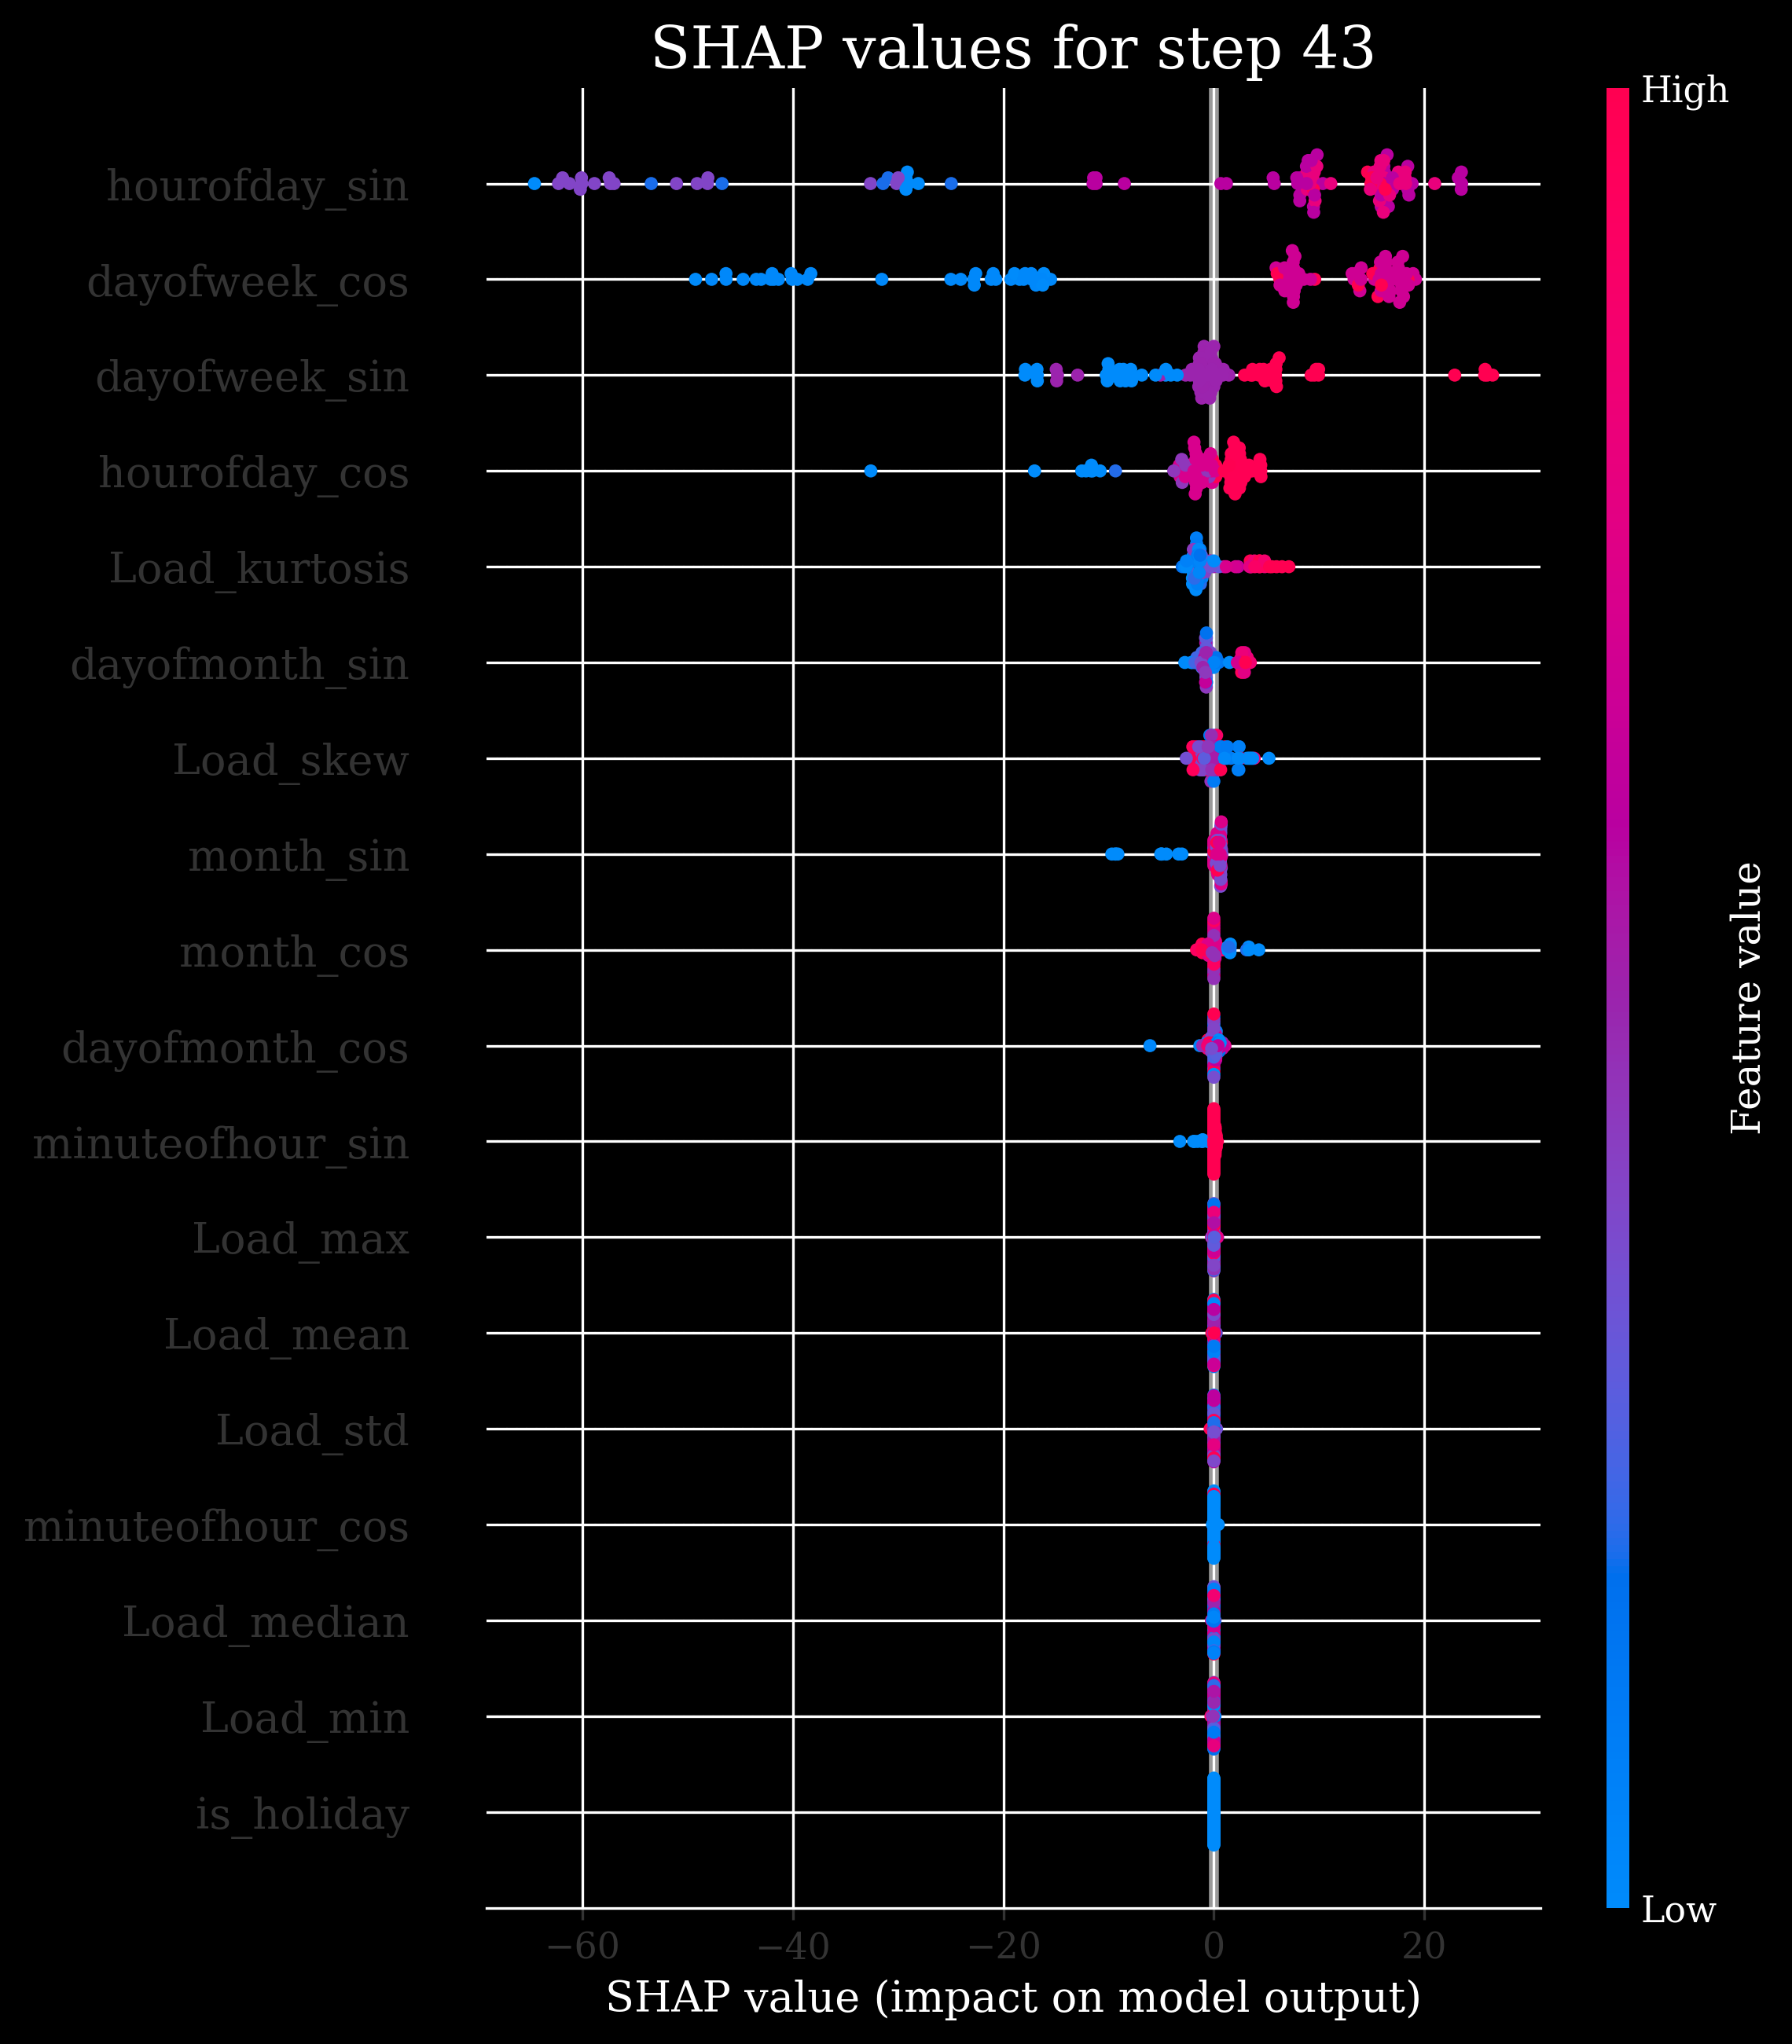 SHAP values for step 43
High
hourofday_sin
dayofweek_cos
dayofweek_sin
hourofday_cos
Load_kurtosis
dayofmonth_sin
Load_skew
month_sin
month_cos
dayofmonth_cos
minuteofhour_sin
Load_max
Load_mean
Load_std
minuteofhour_cos
Load_median
Load_min
is_holiday
Feature value
Low
−60 −40 −20 0 20
SHAP value (impact on model output)